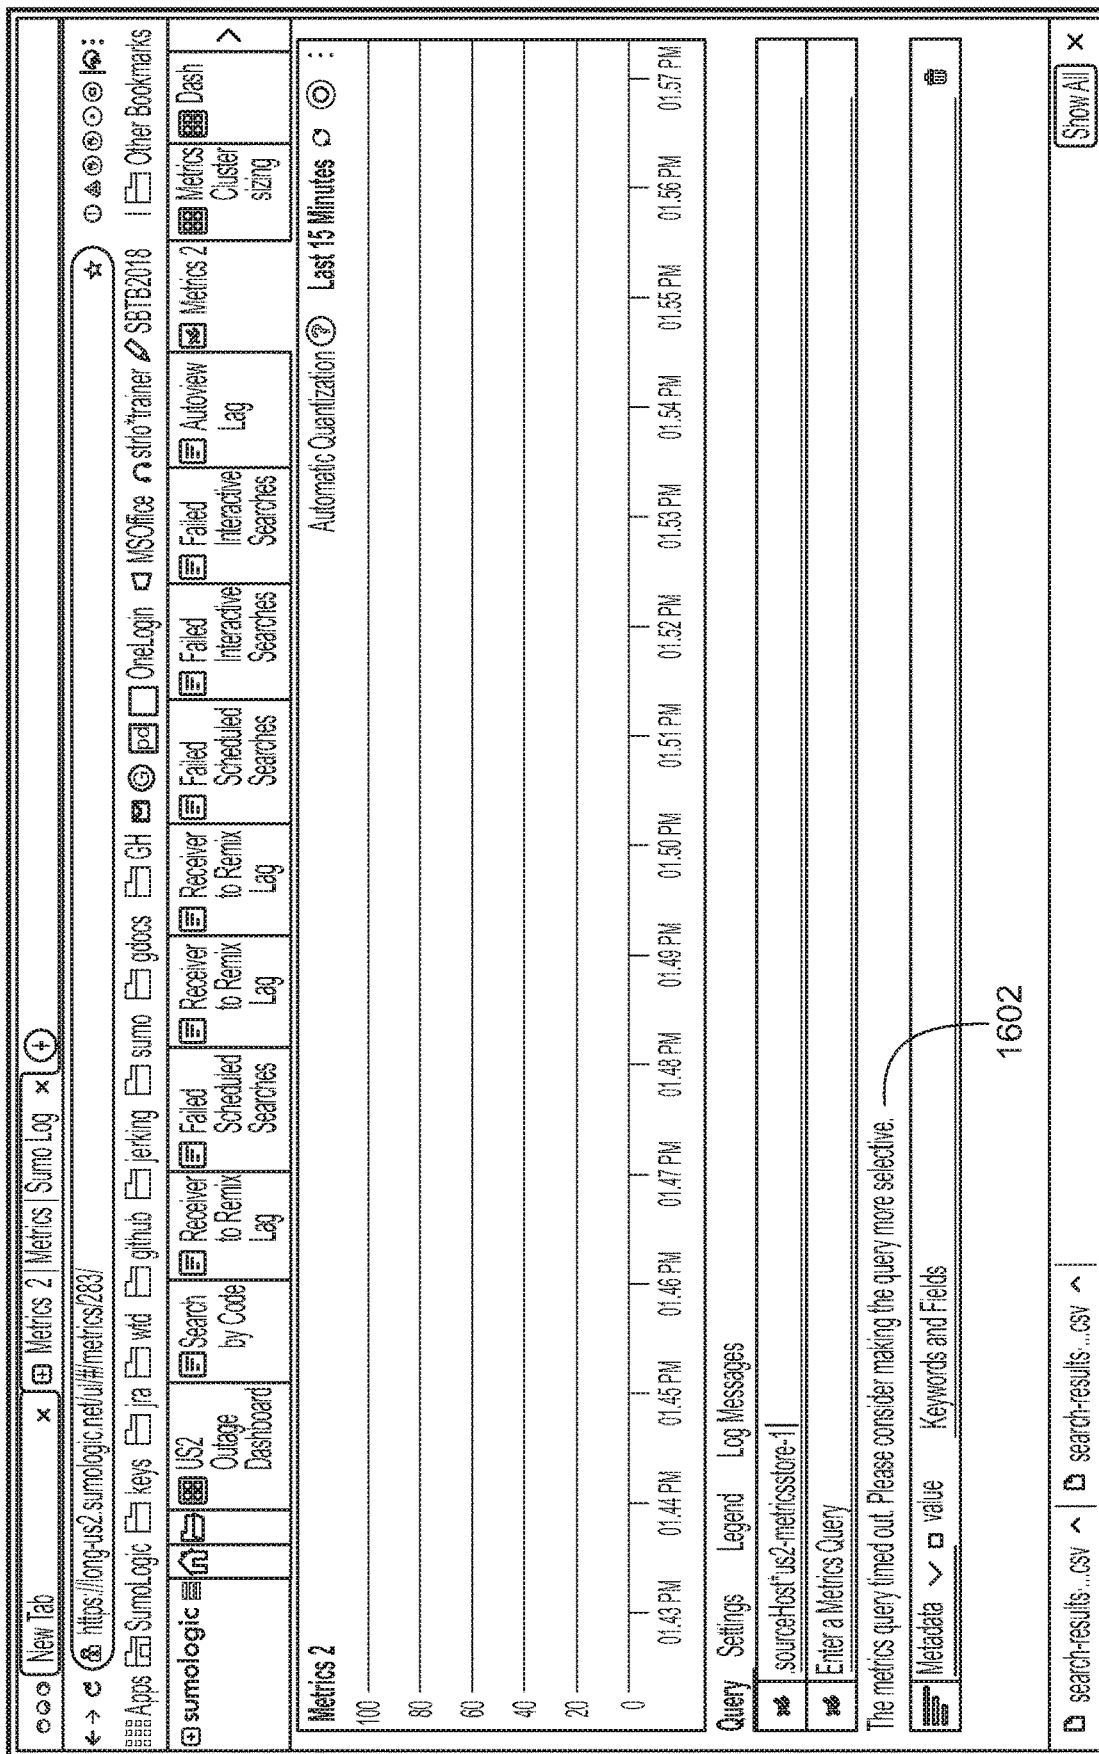 New Tab × Metrics 2 | Metrics | Sumo Log ×
https://long-us2.sumologic.net/ui/#/metrics/283/
Apps SumoLogic keys jra wtd github jerking sumo gdocs GH G pd OneLogin MSOffice strlo*trainer SBTB2018 Other Bookmarks
sumologic
US2 Outage Dashboard
Search by Code
Receiver to Remix Lag
Failed Scheduled Searches
Receiver to Remix Lag
Receiver to Remix Lag
Failed Scheduled Searches
Failed Interactive Searches
Failed Interactive Searches
Autoview Lag
Metrics 2
Metrics Cluster sizing
Dash
Metrics 2
Automatic Quantization ? Last 15 Minutes
100
80
60
40
20
0
01.43 PM 01.44 PM 01.45 PM 01.46 PM 01.47 PM 01.48 PM 01.49 PM 01.50 PM 01.51 PM 01.52 PM 01.53 PM 01.54 PM 01.55 PM 01.56 PM 01.57 PM
Query Settings Legend Log Messages
.sourceHost*us2-metricsstore-1
Enter a Metrics Query
The metrics query timed out. Please consider making the query more selective.
1602
Metadata value Keywords and Fields
search-results-...csv search-results-...csv Show All ×